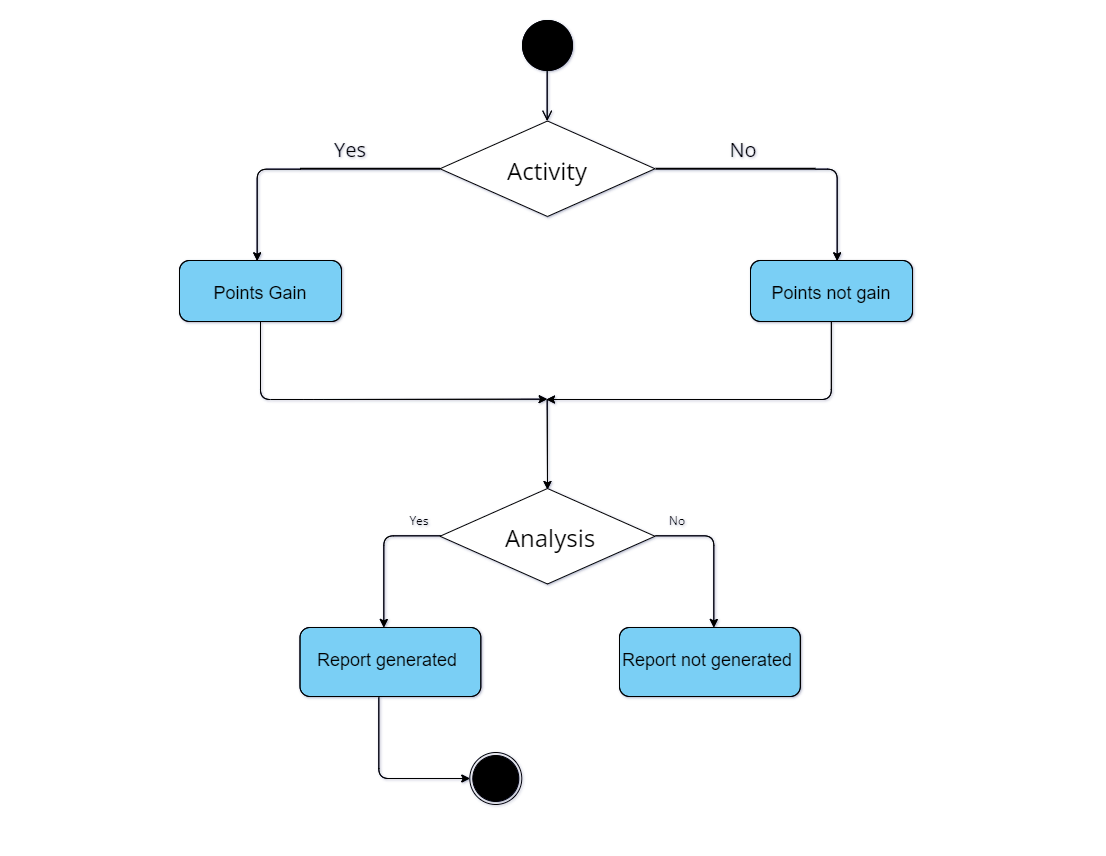 Yes
No
Activity
Points Gain
Points not gain
Yes
No
Analysis
Report generated
Report not generated